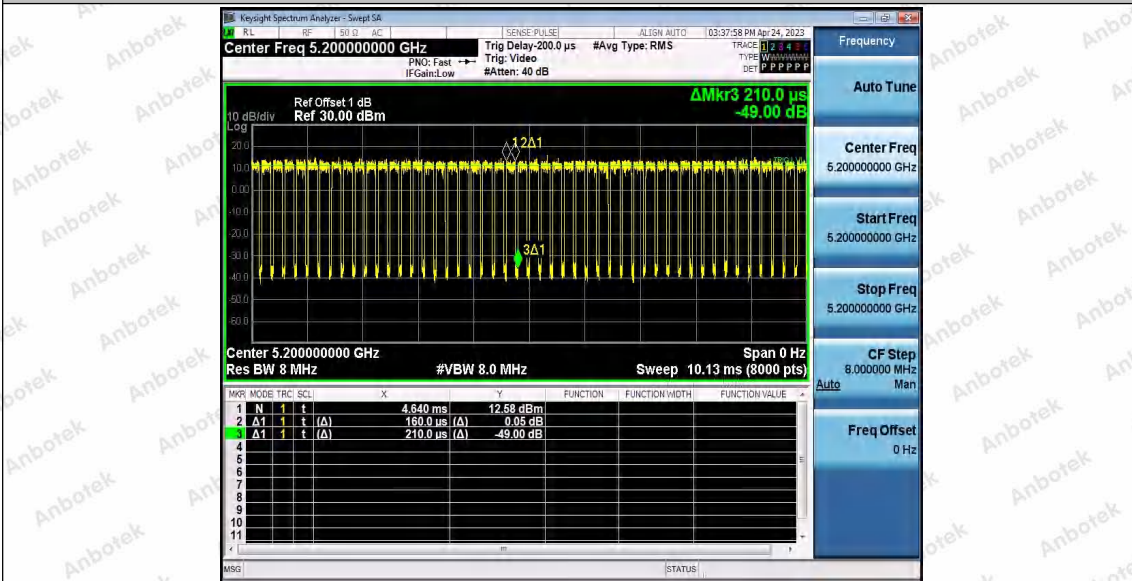 Keysight Spectrum Analyzer - Swept SA
RL RF 50 Ω AC SENSE:PULSE ALIGN AUTO 03:37:58 PM Apr 24, 2023
Center Freq 5.200000000 GHz
PNO: Fast
IFGain:Low
Trig Delay-200.0 µs
Trig: Video
#Atten: 40 dB
#Avg Type: RMS
TRACE 1 2 3 4 5 6
TYPE WWWWWW
DET P P P P P P
Frequency
Auto Tune
Center Freq
5.200000000 GHz
Start Freq
5.200000000 GHz
Stop Freq
5.200000000 GHz
CF Step
8.000000 MHz
Auto Man
Freq Offset
0 Hz
ΔMkr3 210.0 µs
-49.00 dB
Ref Offset 1 dB
10 dB/div Ref 30.00 dBm
Log
20.0
10.0
0.00
-10.0
-20.0
-30.0
-40.0
-50.0
-60.0
1 2Δ1
3Δ1
Center 5.200000000 GHz Span 0 Hz
Res BW 8 MHz #VBW 8.0 MHz Sweep 10.13 ms (8000 pts)
MKR MODE TRC SCL X Y FUNCTION FUNCTION WIDTH FUNCTION VALUE
1 N 1 t 4.640 ms 12.58 dBm
2 Δ1 1 t (Δ) 160.0 µs (Δ) 0.05 dB
3 Δ1 1 t (Δ) 210.0 µs (Δ) -49.00 dB
4
5
6
7
8
9
10
11
MSG STATUS
Anbotek